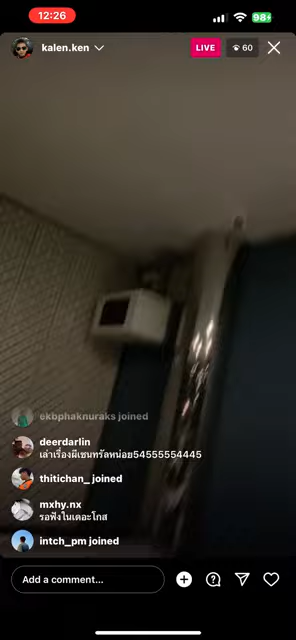 12:26
98
kalen.ken
LIVE
60
ekbphaknuraks joined
deerdarlin
เล่าเรื่องผีเซนทรัลหน่อย54555554445
thitichan_ joined
mxhy.nx
รอฟังในเดอะโกส
intch_pm joined
Add a comment...